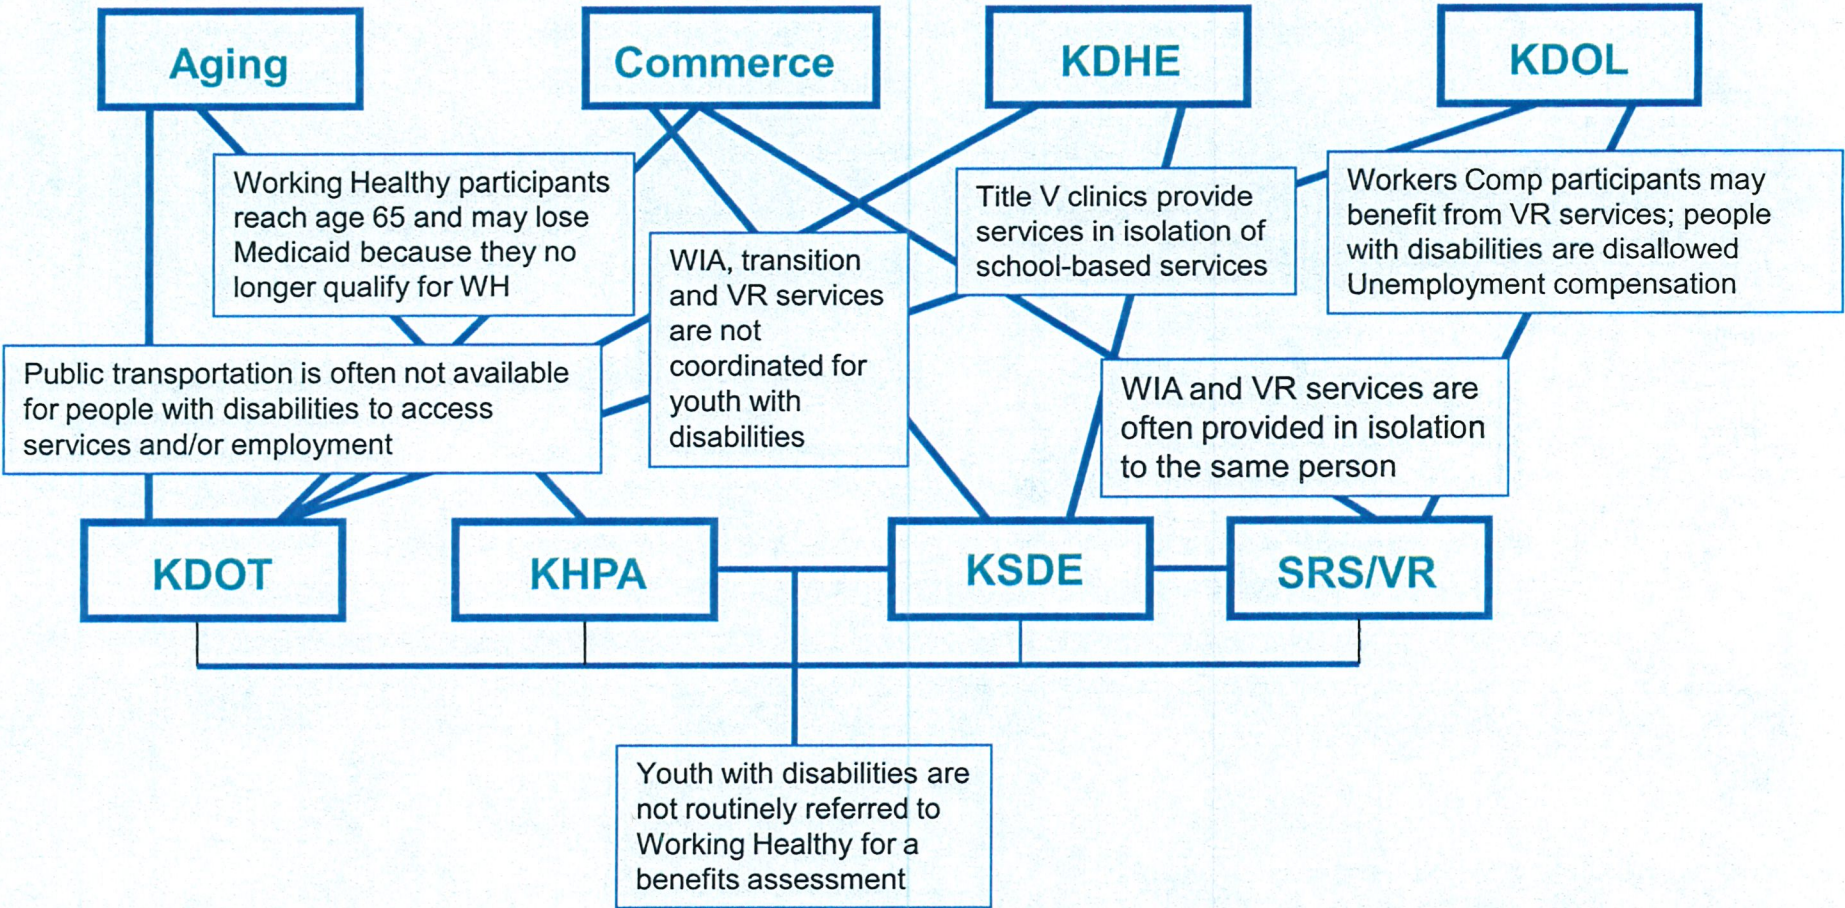 Aging
Commerce
KDHE
KDOL
Working Healthy participants
reach age 65 and may lose
Medicaid because they no
longer qualify for WH
WIA, transition
and VR services
are not
coordinated for
youth with
disabilities
Title V clinics provide
services in isolation of
school-based services
Workers Comp participants may
benefit from VR services; people
with disabilities are disallowed
Unemployment compensation
Public transportation is often not available
for people with disabilities to access
services and/or employment
WIA and VR services are
often provided in isolation
to the same person
KDOT
KHPA
KSDE
SRS/VR
Youth with disabilities are
not routinely referred to
Working Healthy for a
benefits assessment